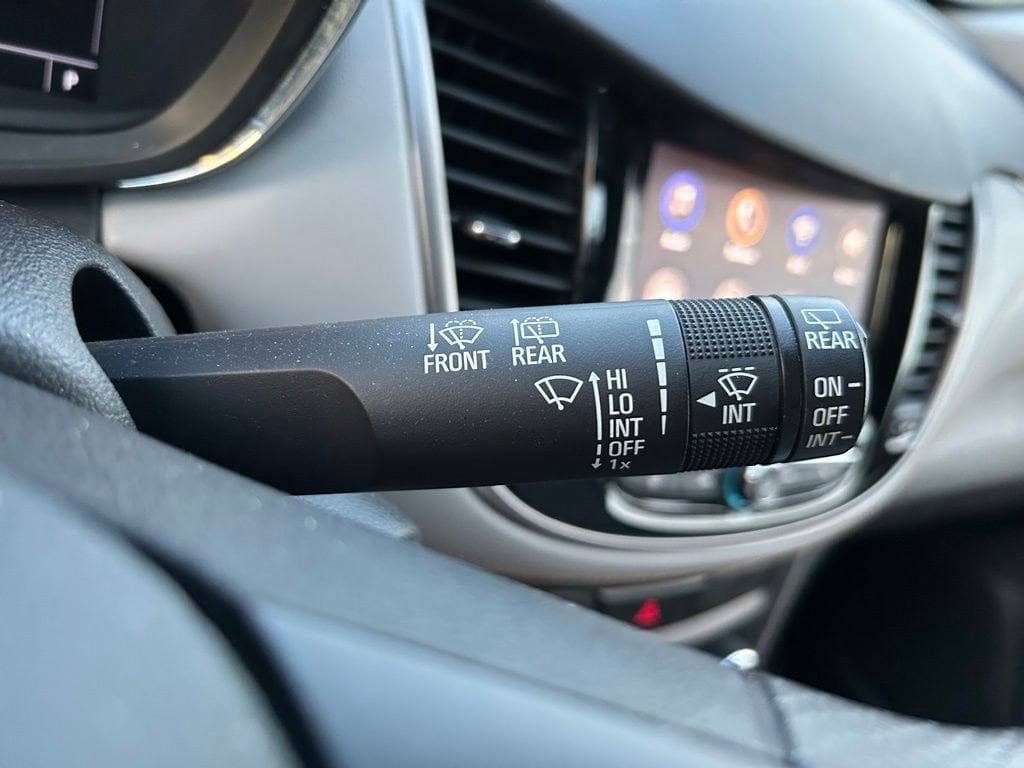 P
FRONT
REAR
HI
LO
INT
OFF
1x
INT
REAR
ON
OFF
INT